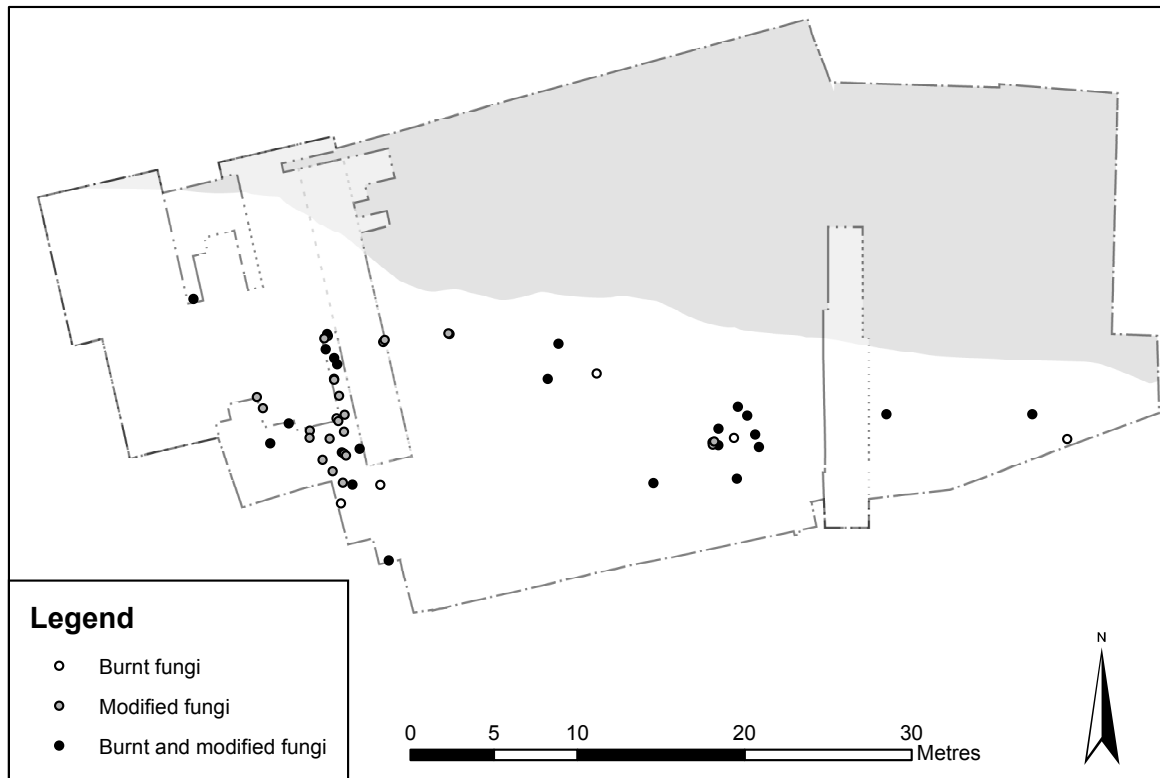 N
Legend
Burnt fungi
Modified fungi
Burnt and modified fungi
0 5 10 20 30
Metres